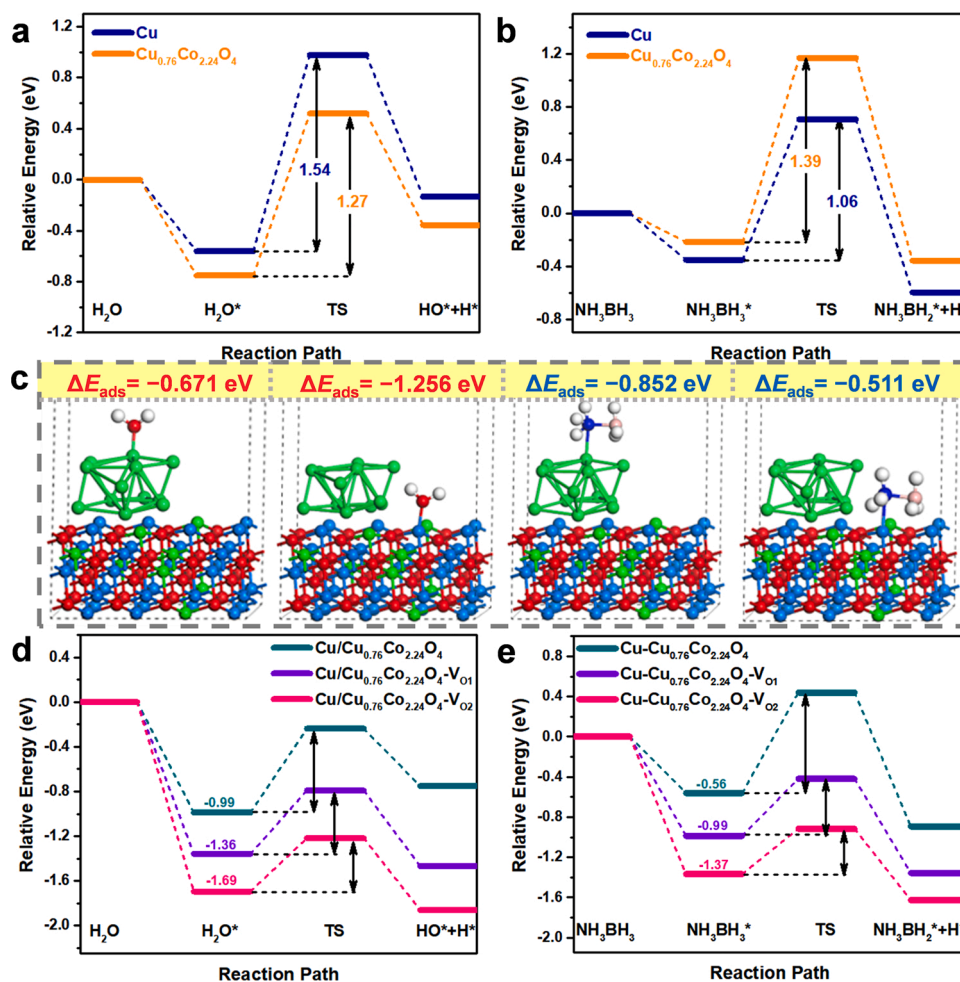 a
Cu
Cu0.76Co2.24O4
1.2
0.8
0.4
0.0
-0.4
-0.8
-1.2
Relative Energy (eV)
1.54
1.27
H2O
H2O*
TS
HO*+H*
Reaction Path
b
Cu
Cu0.76Co2.24O4
1.2
0.8
0.4
0.0
-0.4
-0.8
Relative Energy (eV)
1.39
1.06
NH3BH3
NH3BH3*
TS
NH3BH2*+H
Reaction Path
c
ΔEads= −0.671 eV
ΔEads= −1.256 eV
ΔEads= −0.852 eV
ΔEads= −0.511 eV
d
Cu/Cu0.76Co2.24O4
Cu/Cu0.76Co2.24O4-VO1
Cu/Cu0.76Co2.24O4-VO2
0.4
0.0
-0.4
-0.8
-1.2
-1.6
-2.0
Relative Energy (eV)
-0.99
-1.36
-1.69
H2O
H2O*
TS
HO*+H*
Reaction Path
e
Cu−Cu0.76Co2.24O4
Cu−Cu0.76Co2.24O4-VO1
Cu−Cu0.76Co2.24O4-VO2
0.8
0.4
0.0
-0.4
-0.8
-1.2
-1.6
-2.0
Relative Energy (eV)
-0.56
-0.99
-1.37
NH3BH3
NH3BH3*
TS
NH3BH2*+H
Reaction Path